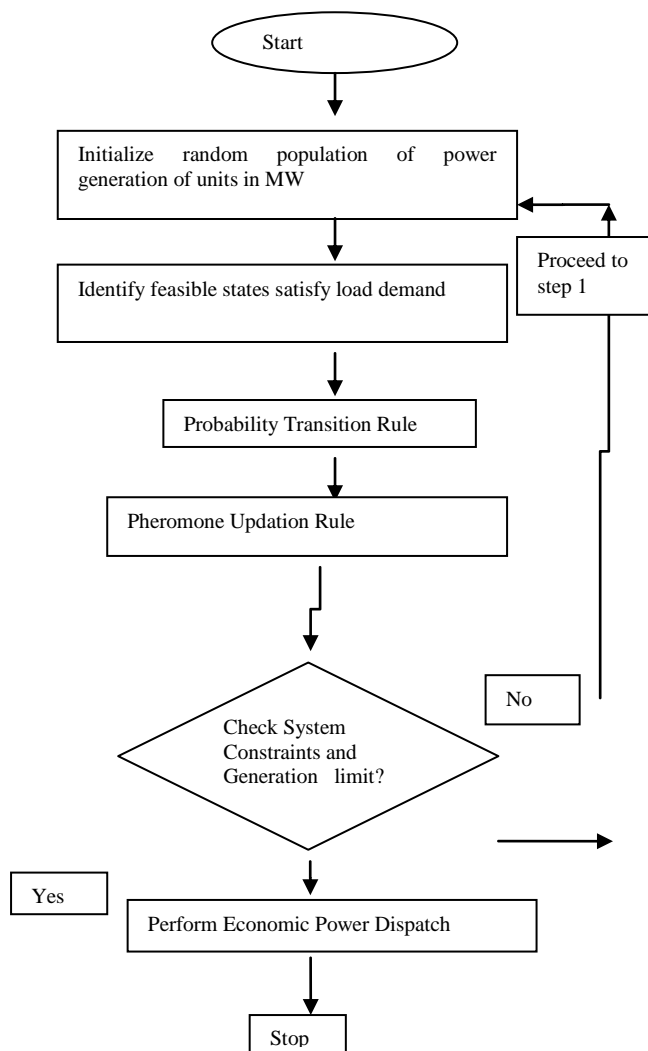 Start
Initialize random population of power
generation of units in MW
Proceed to
step 1
Identify feasible states satisfy load demand
Probability Transition Rule
Pheromone Updation Rule
No
Check System
Constraints and
Generation limit?
Yes
Perform Economic Power Dispatch
Stop